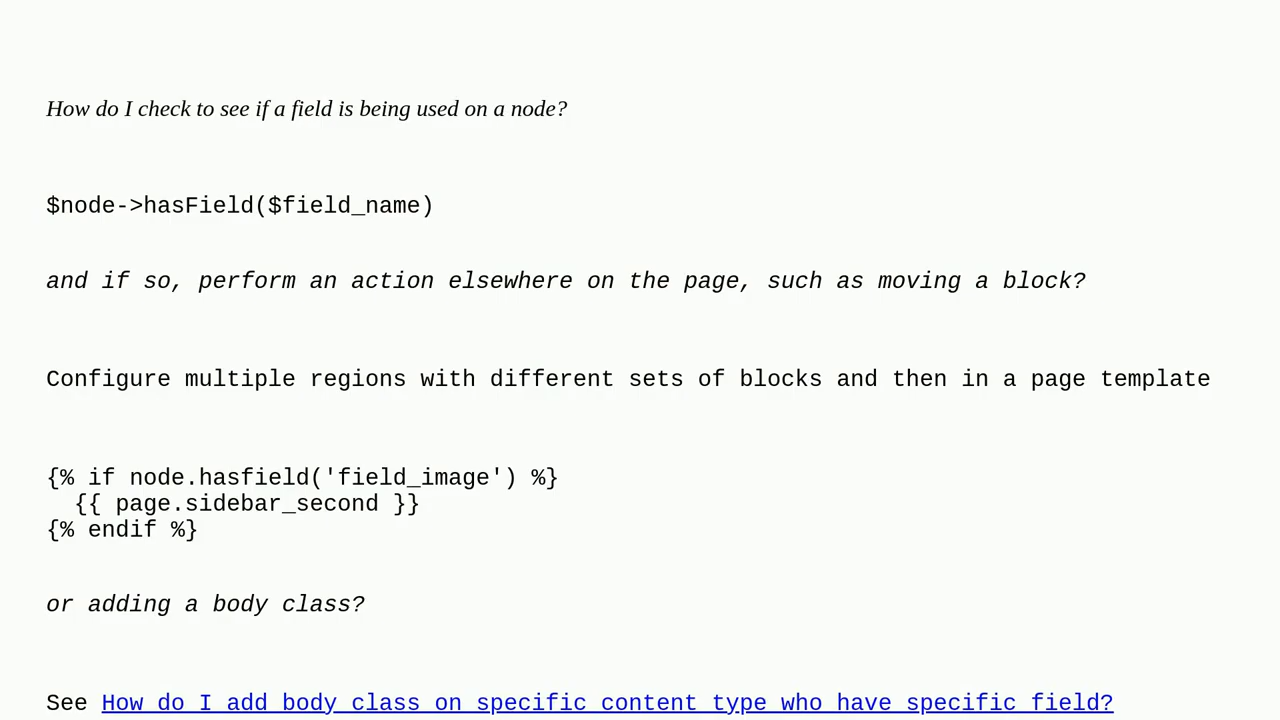 How do I check to see if a field is being used on a node?
$node->hasField($field_name)
and if so, perform an action elsewhere on the page, such as moving a block?
Configure multiple regions with different sets of blocks and then in a page template
{% if node.hasfield('field_image') %}
  {{ page.sidebar_second }}
{% endif %}
or adding a body class?
See How do I add body class on specific content type who have specific field?